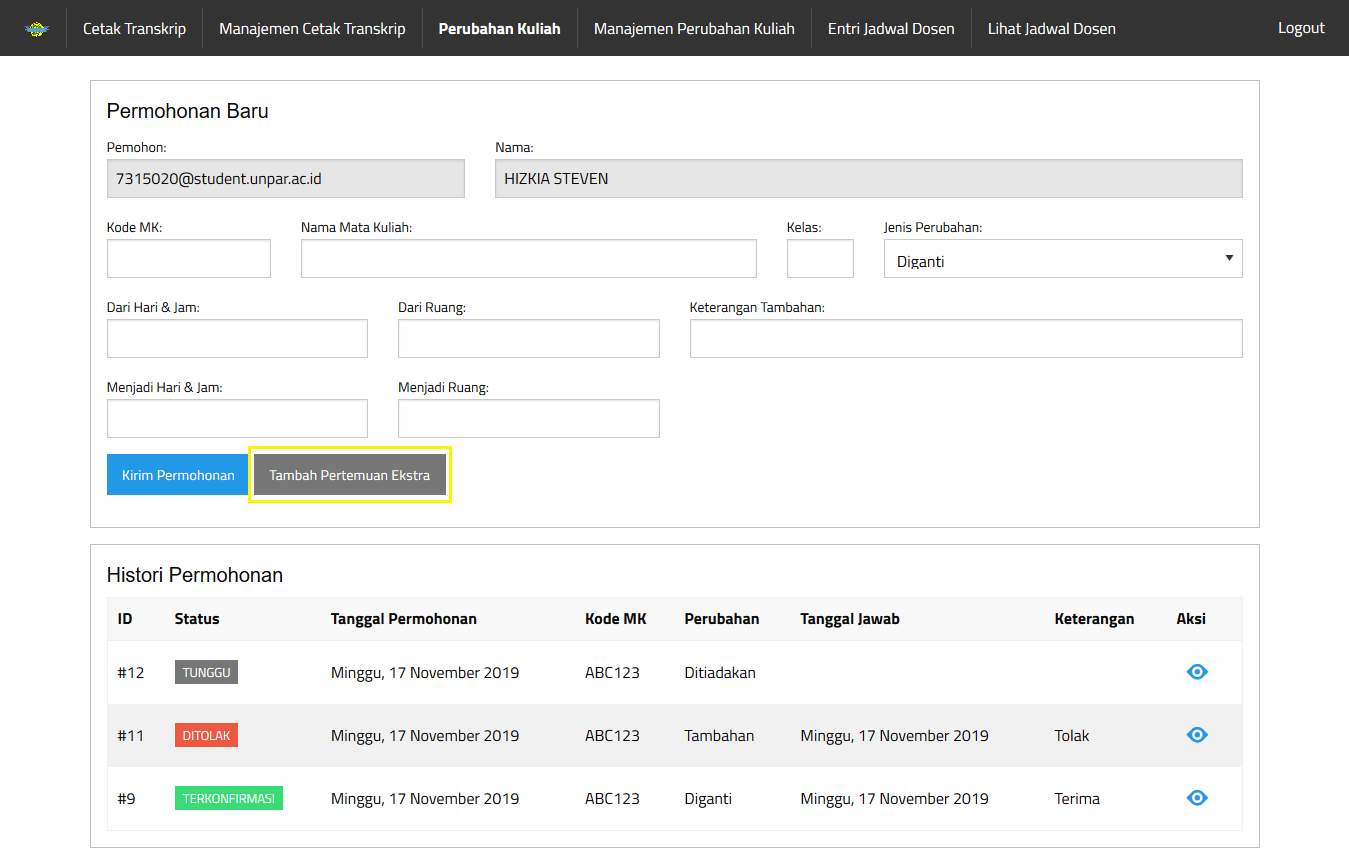 Cetak Transkrip Manajemen Cetak Transkrip Perubahan Kuliah Manajemen Perubahan Kuliah Entri Jadwal Dosen Lihat Jadwal Dosen Logout
Permohonan Baru
Pemohon: Nama:
7315020@student.unpar.ac.id HIZKIA STEVEN
Kode MK: Nama Mata Kuliah: Kelas: Jenis Perubahan:
Diganti
Dari Hari & Jam: Dari Ruang: Keterangan Tambahan:
Menjadi Hari & Jam: Menjadi Ruang:
Kirim Permohonan Tambah Pertemuan Ekstra
Histori Permohonan
ID Status Tanggal Permohonan Kode MK Perubahan Tanggal Jawab Keterangan Aksi
#12 TUNGGU Minggu, 17 November 2019 ABC123 Ditiadakan
#11 DITOLAK Minggu, 17 November 2019 ABC123 Tambahan Minggu, 17 November 2019 Tolak
#9 TERKONFIRMASI Minggu, 17 November 2019 ABC123 Diganti Minggu, 17 November 2019 Terima